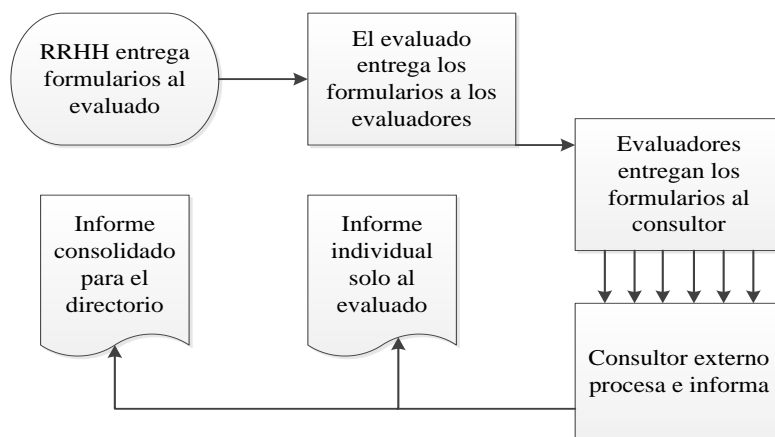 RRHH entrega
formularios al
evaluado
El evaluado
entrega los
formularios a los
evaluadores
Evaluadores
entregan los
formularios al
consultor
Informe
consolidado
para el
directorio
Informe
individual
solo al
evaluado
Consultor externo
procesa e informa